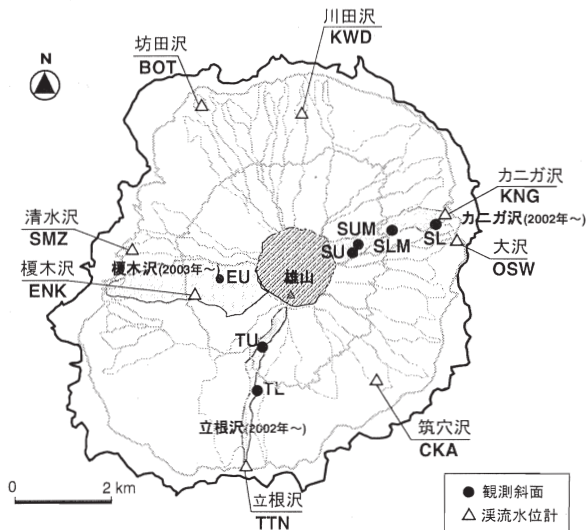 川田沢
KWD
坊田沢
BOT
N
カニガ沢
KNG
カニガ沢(2002年～)
清水沢
SMZ
SUM
SU
SLM
SL
大沢
OSW
榎木沢(2003年～)
EU
雄山
榎木沢
ENK
TU
TL
立根沢(2002年～)
筑穴沢
CKA
0
2 km
立根沢
TTN
● 観測斜面
△ 渓流水位計